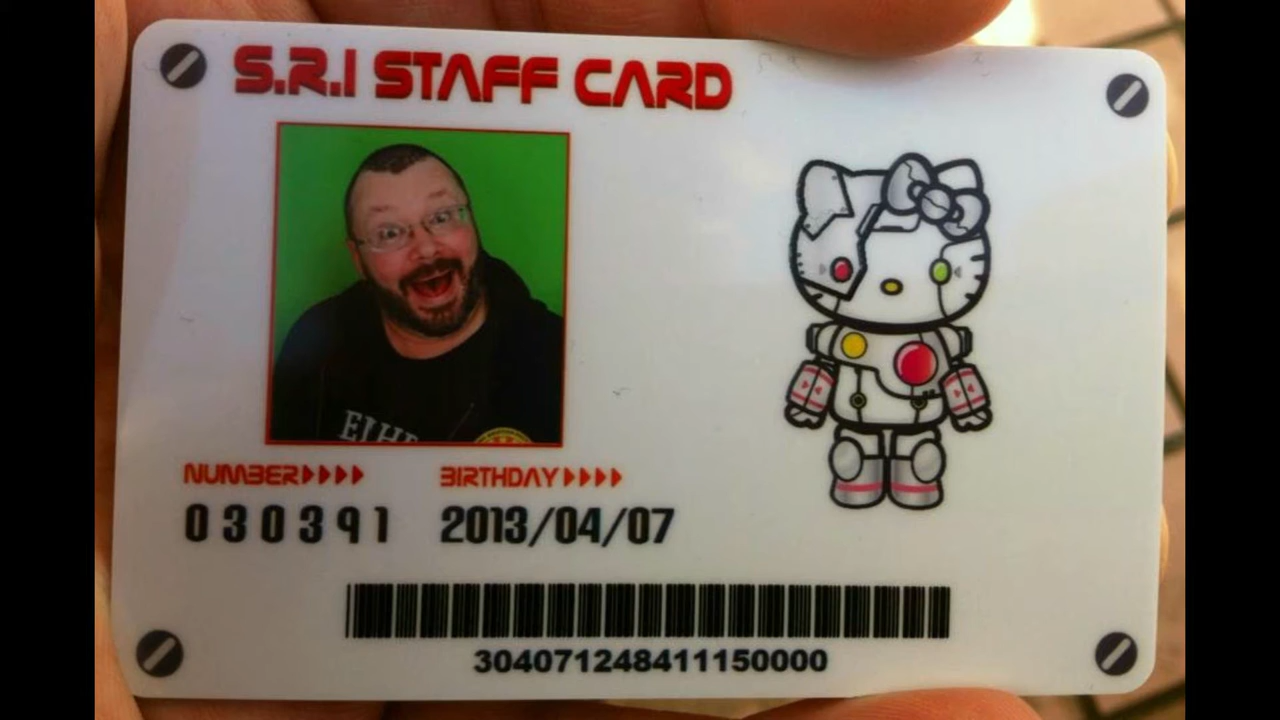 S.R.I STAFF CARD
NUMBER
BIRTHDAY
030391
2013/04/07
304071248411150000